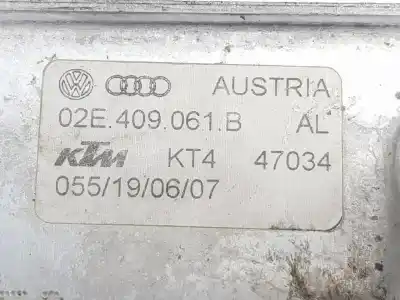 AUSTRIA
02E.409.061.B AL
KTM KT4 47034
055/19/06/07